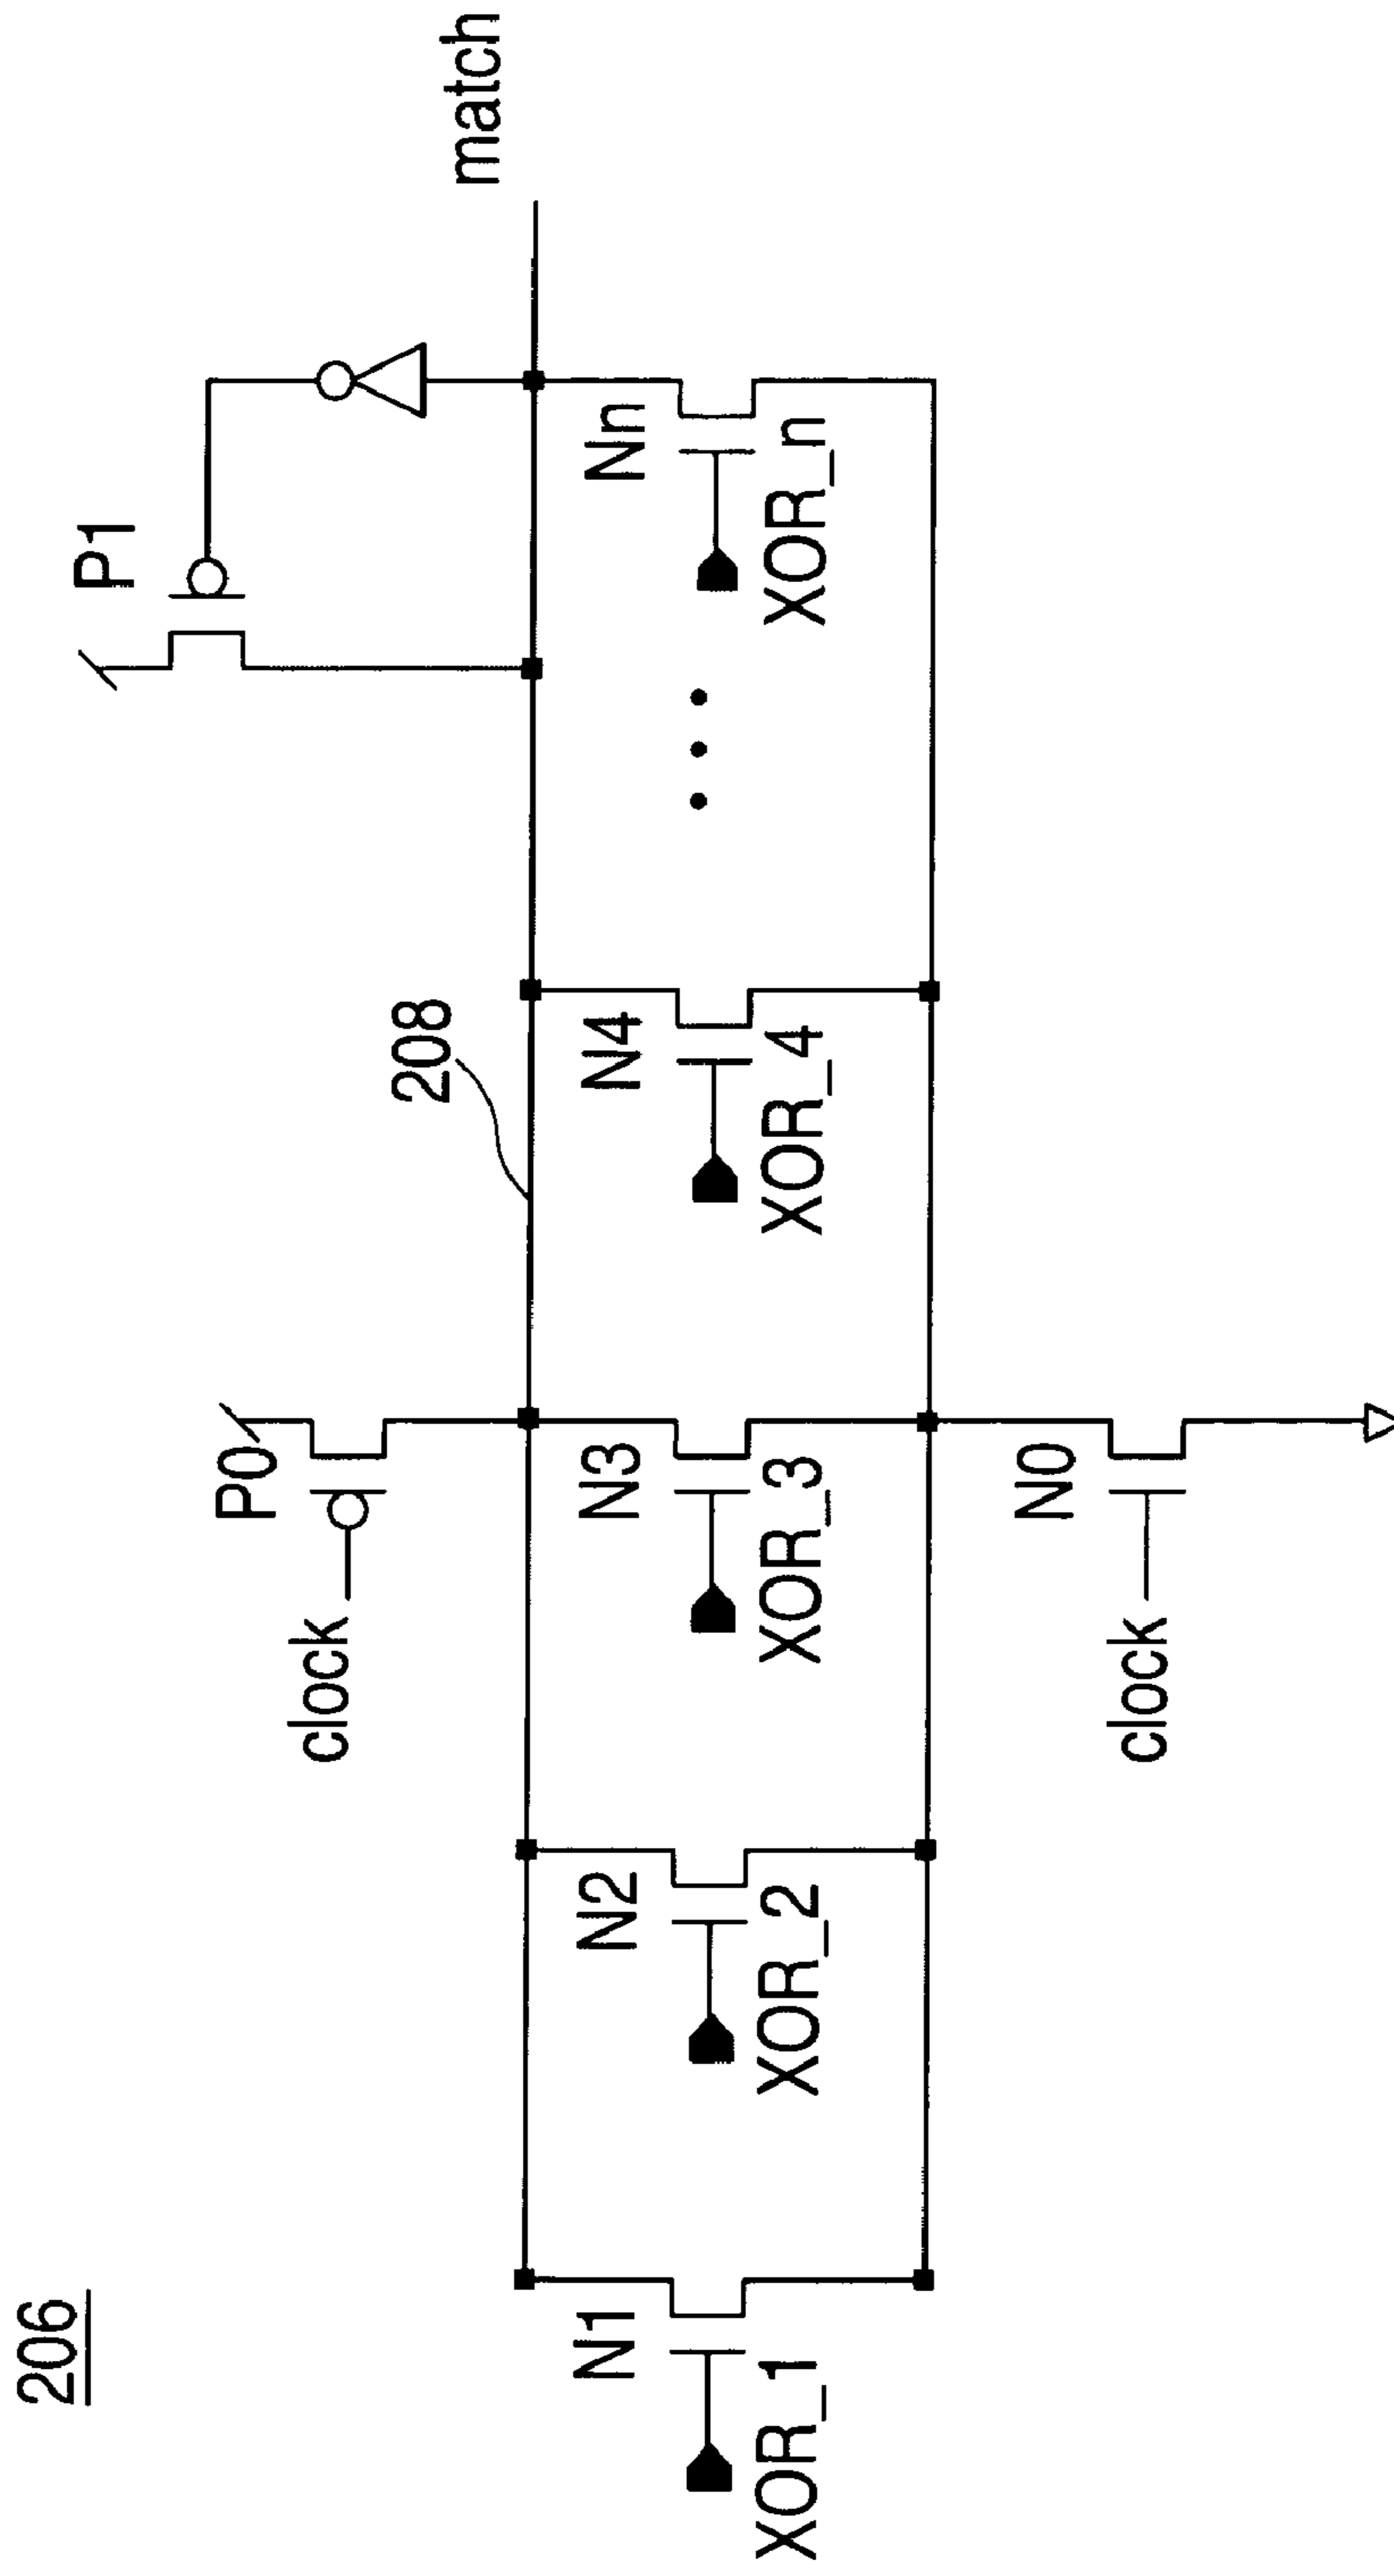 206
P1
match
P0
clock
208
N1
XOR_1
N2
XOR_2
N3
XOR_3
N4
XOR_4
Nn
XOR_n
N0
clock